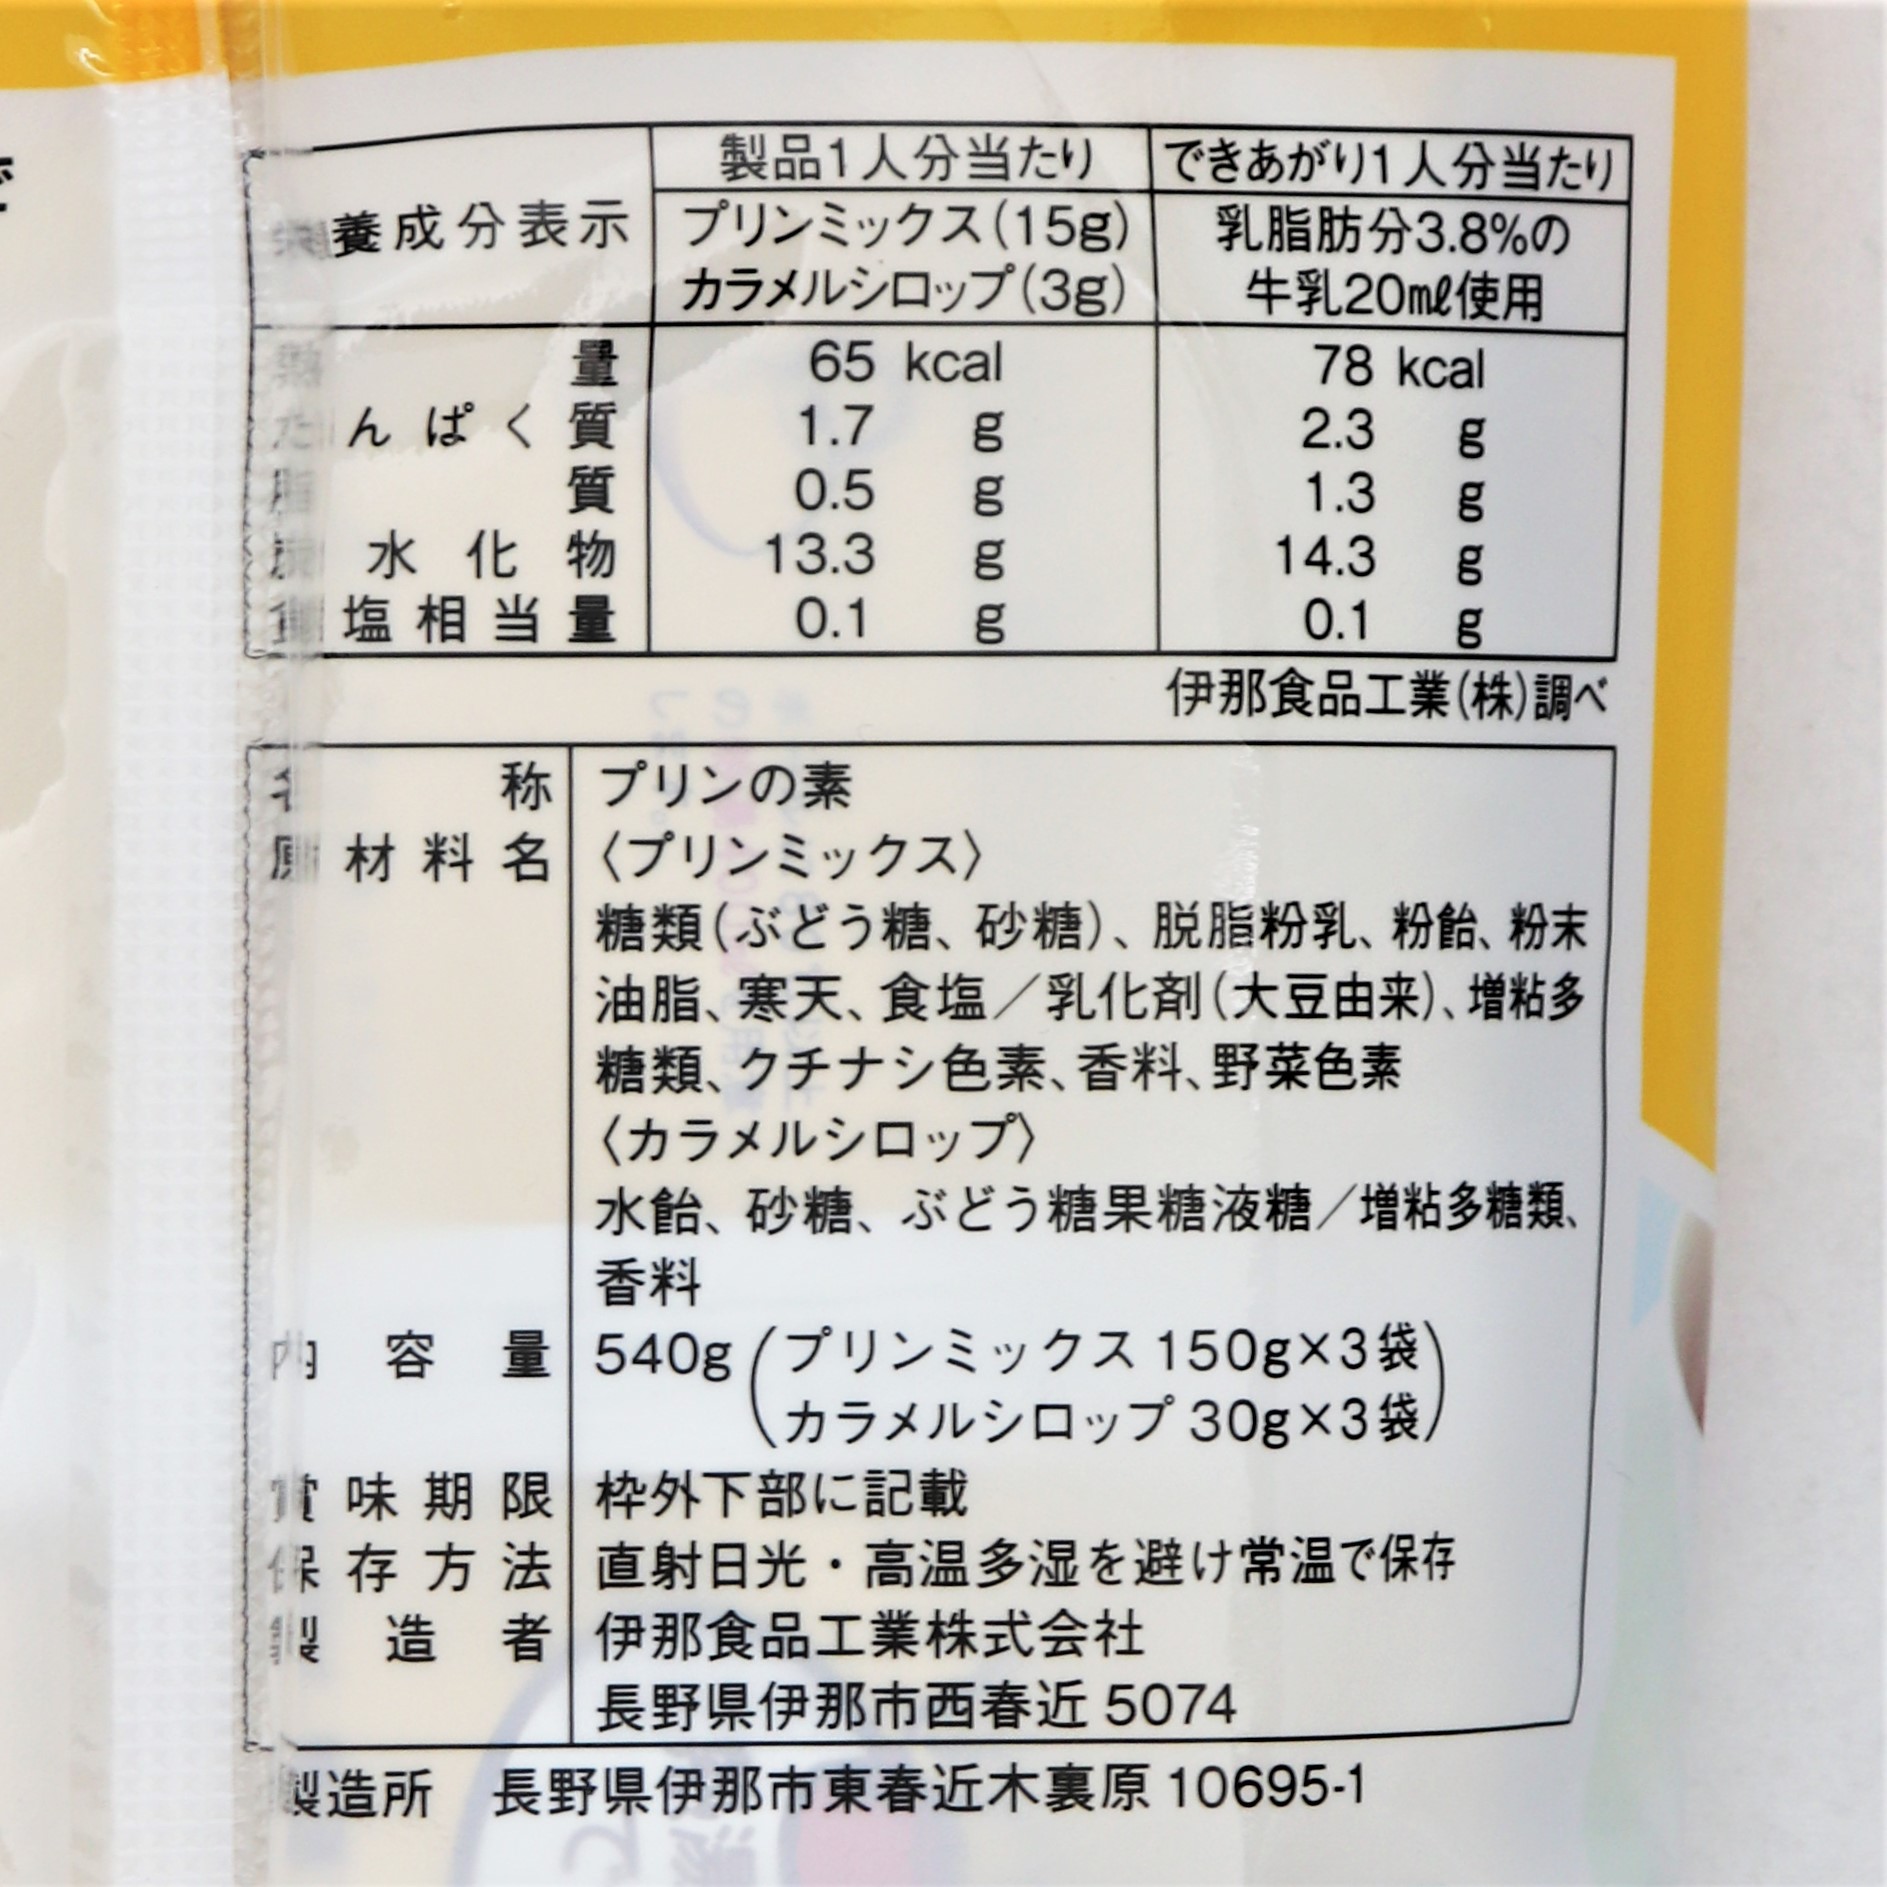 製品1人分当たり できあがり1人分当たり
栄養成分表示 プリンミックス(15g) 乳脂肪分3.8%の
カラメルシロップ(3g) 牛乳20mℓ使用
熱量 65 kcal 78 kcal
たんぱく質 1.7 g 2.3 g
脂質 0.5 g 1.3 g
炭水化物 13.3 g 14.3 g
食塩相当量 0.1 g 0.1 g
伊那食品工業(株)調べ
名称 プリンの素
原材料名 〈プリンミックス〉
糖類(ぶどう糖、砂糖)、脱脂粉乳、粉飴、粉末
油脂、寒天、食塩／乳化剤(大豆由来)、増粘多
糖類、クチナシ色素、香料、野菜色素
〈カラメルシロップ〉
水飴、砂糖、ぶどう糖果糖液糖／増粘多糖類、
香料
内容量 540g(プリンミックス 150g×3袋
カラメルシロップ 30g×3袋)
賞味期限 枠外下部に記載
保存方法 直射日光・高温多湿を避け常温で保存
製造者 伊那食品工業株式会社
長野県伊那市西春近 5074
製造所 長野県伊那市東春近木裏原 10695-1